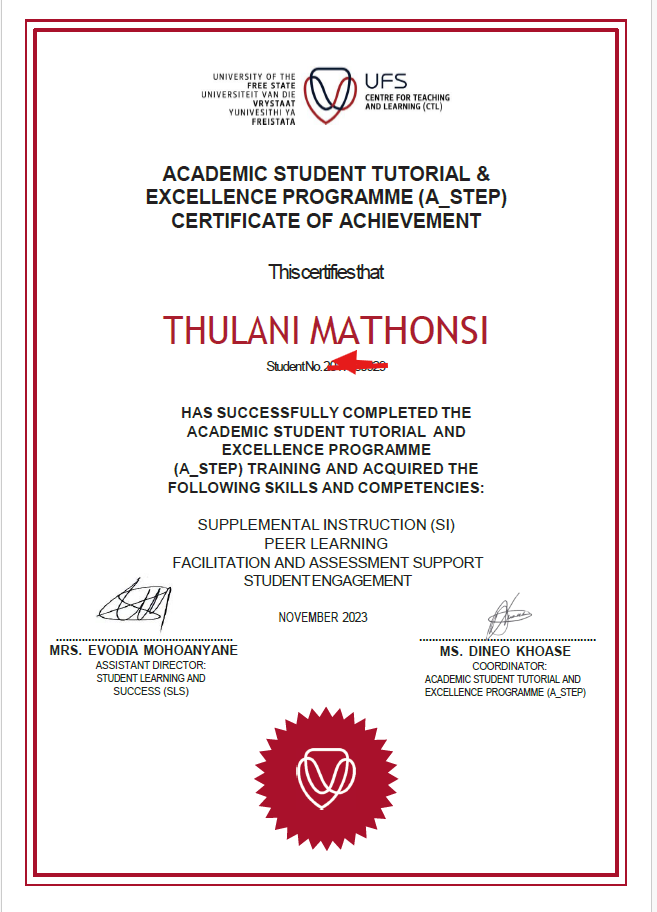 UNIVERSITY OF THE
FREE STATE
UNIVERSITEIT VAN DIE
VRYSTAAT
YUNIVESITHI YA
FREISTATA
UFS
CENTRE FOR TEACHING
AND LEARNING (CTL)
ACADEMIC STUDENT TUTORIAL &
EXCELLENCE PROGRAMME (A_STEP)
CERTIFICATE OF ACHIEVEMENT
This certifies that
THULANI MATHONSI
Student No.
HAS SUCCESSFULLY COMPLETED THE
ACADEMIC STUDENT TUTORIAL AND
EXCELLENCE PROGRAMME
(A_STEP) TRAINING AND ACQUIRED THE
FOLLOWING SKILLS AND COMPETENCIES:
SUPPLEMENTAL INSTRUCTION (SI)
PEER LEARNING
FACILITATION AND ASSESSMENT SUPPORT
STUDENT ENGAGEMENT
NOVEMBER 2023
MRS. EVODIA MOHOANYANE
ASSISTANT DIRECTOR:
STUDENT LEARNING AND
SUCCESS (SLS)
MS. DINEO KHOASE
COORDINATOR:
ACADEMIC STUDENT TUTORIAL AND
EXCELLENCE PROGRAMME (A_STEP)